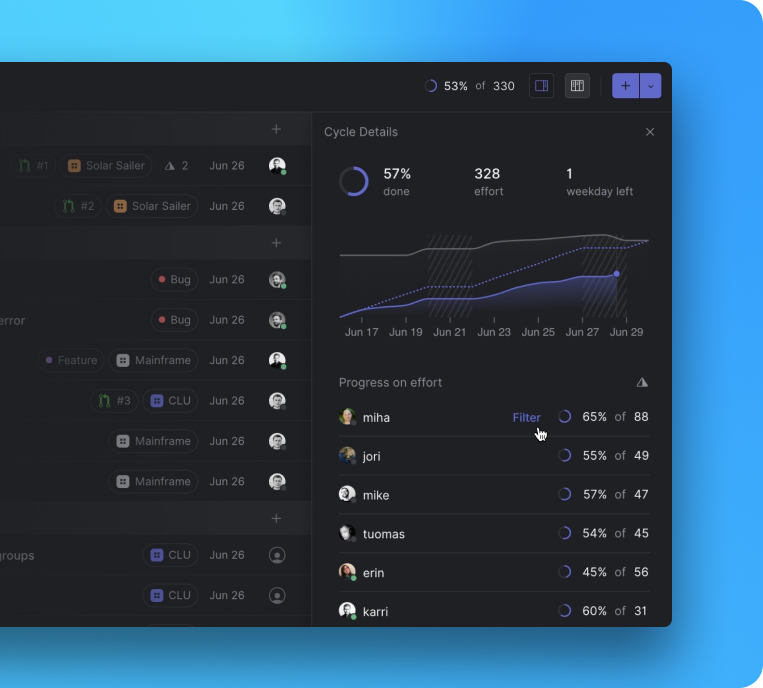 53% of 330
Cycle Details
57% 328 1
done effort weekday left
#1 Solar Sailer 2 Jun 26
#2 Solar Sailer Jun 26
Bug Jun 26
error Bug Jun 26
Feature Mainframe Jun 26
#3 CLU Jun 26
Mainframe Jun 26
Mainframe Jun 26
groups CLU Jun 26
CLU Jun 26
Jun 17 Jun 19 Jun 21 Jun 23 Jun 25 Jun 27 Jun 29
Progress on effort
miha Filter 65% of 88
jori 55% of 49
mike 57% of 47
tuomas 54% of 45
erin 45% of 56
karri 60% of 31